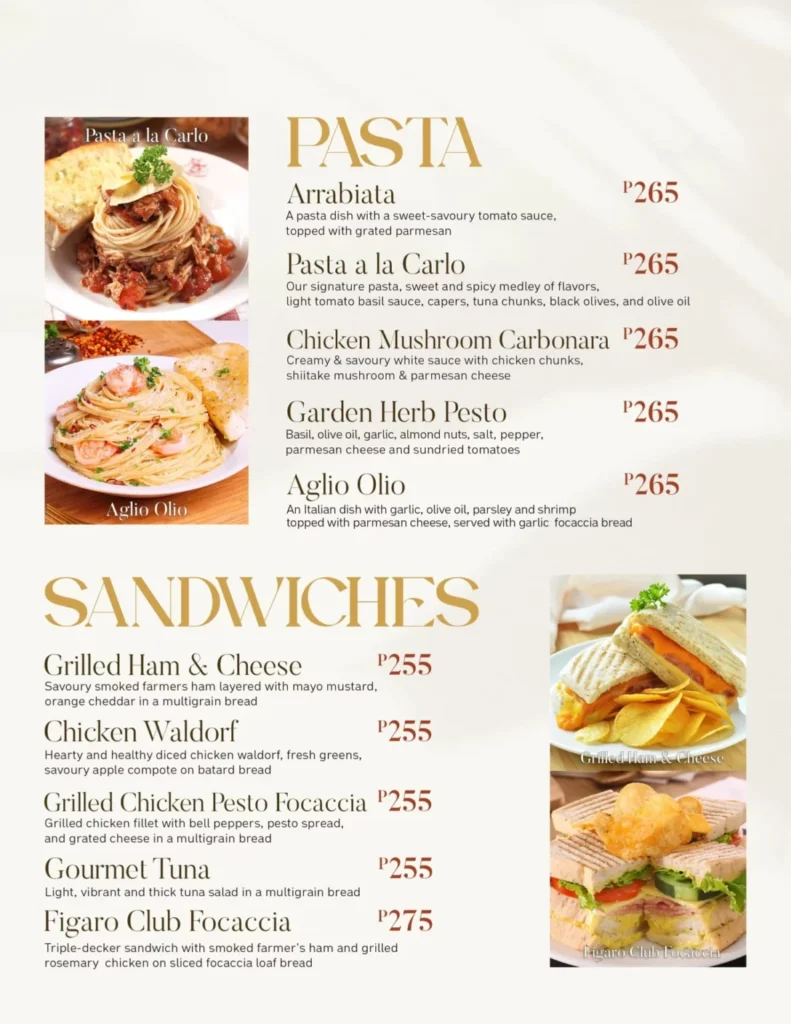 Pasta a la Carlo
Aglio Olio
PASTA
Arrabiata ₱265
A pasta dish with a sweet-savoury tomato sauce,
topped with grated parmesan
Pasta a la Carlo ₱265
Our signature pasta, sweet and spicy medley of flavors,
light tomato basil sauce, capers, tuna chunks, black olives, and olive oil
Chicken Mushroom Carbonara ₱265
Creamy & savoury white sauce with chicken chunks,
shiitake mushroom & parmesan cheese
Garden Herb Pesto ₱265
Basil, olive oil, garlic, almond nuts, salt, pepper,
parmesan cheese and sundried tomatoes
Aglio Olio ₱265
An Italian dish with garlic, olive oil, parsley and shrimp
topped with parmesan cheese, served with garlic focaccia bread
SANDWICHES
Grilled Ham & Cheese ₱255
Savoury smoked farmers ham layered with mayo mustard,
orange cheddar in a multigrain bread
Chicken Waldorf ₱255
Hearty and healthy diced chicken waldorf, fresh greens,
savoury apple compote on batard bread
Grilled Chicken Pesto Focaccia ₱255
Grilled chicken fillet with bell peppers, pesto spread,
and grated cheese in a multigrain bread
Gourmet Tuna ₱255
Light, vibrant and thick tuna salad in a multigrain bread
Figaro Club Focaccia ₱275
Triple-decker sandwich with smoked farmer's ham and grilled
rosemary chicken on sliced focaccia loaf bread
Grilled Ham & Cheese
Figaro Club Focaccia